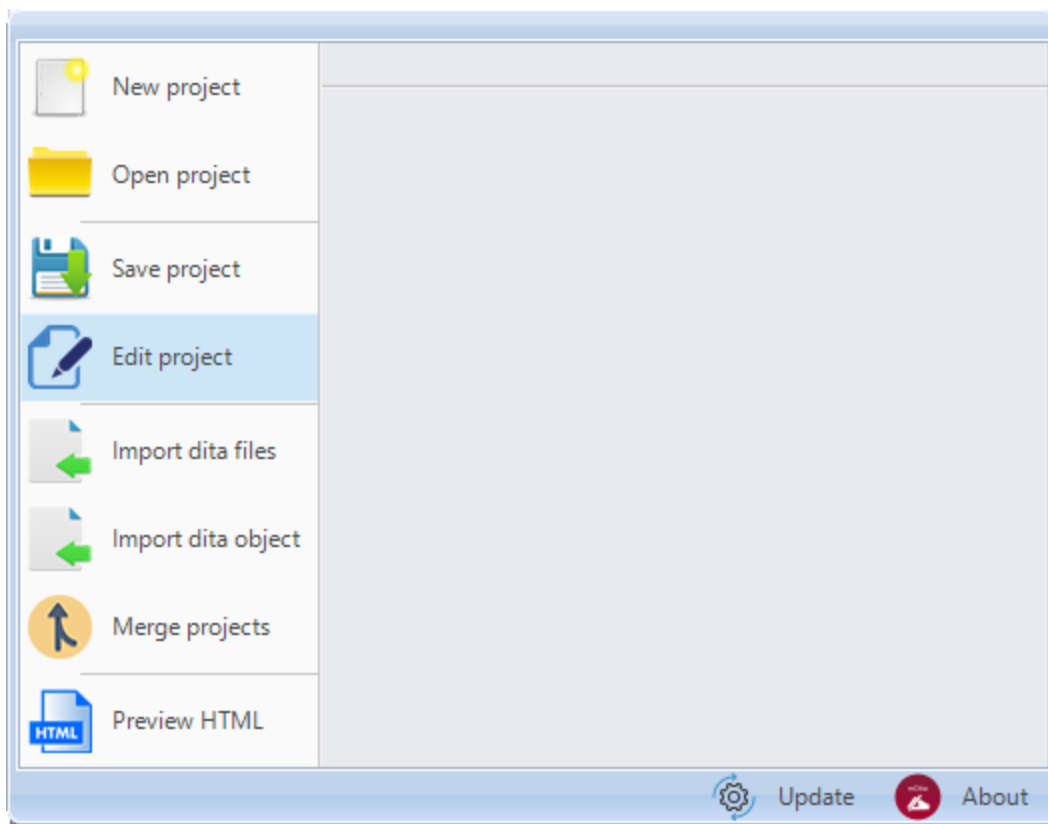 New project
Open project
Save project
Edit project
Import dita files
Import dita object
Merge projects
HTML
Preview HTML
Update
About